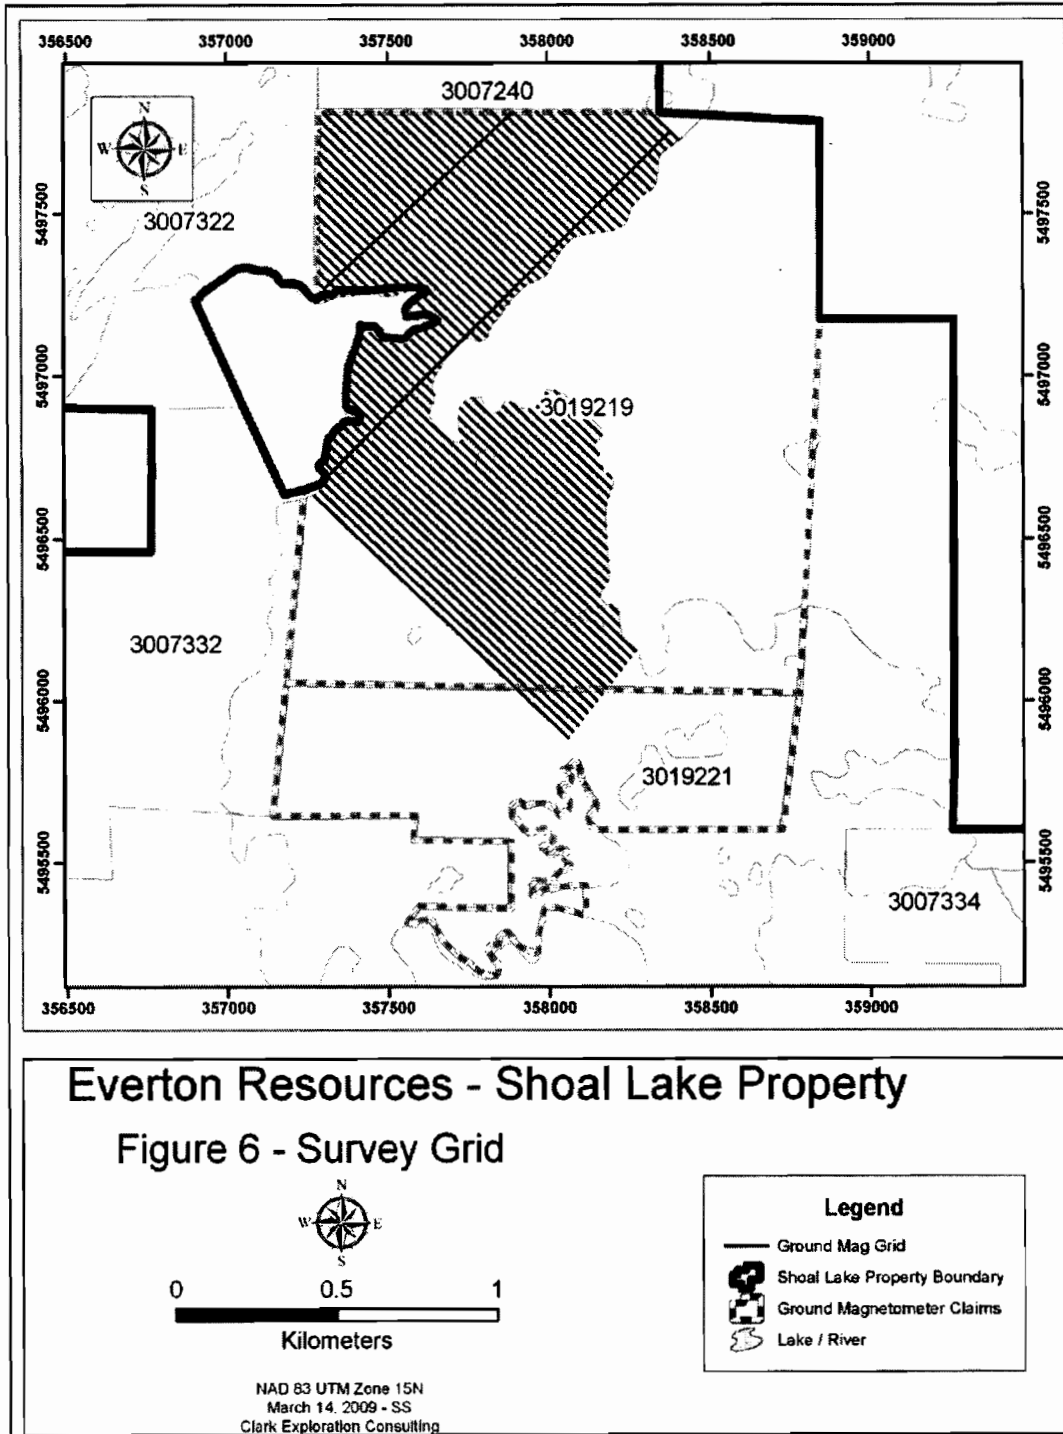 356500 357000 357500 358000 358500 359000
3007240
N
W E
S
5497500 5497500
3007322
5497000 5497000
3019219
5496500 5496500
3007332
5496000 5496000
3019221
5495500 5495500
3007334
356500 357000 357500 358000 358500 359000
Everton Resources - Shoal Lake Property
Figure 6 - Survey Grid
N
W E
S
0 0.5 1
Kilometers
NAD 83 UTM Zone 15N
March 14, 2009 - SS
Clark Exploration Consulting
Legend
Ground Mag Grid
Shoal Lake Property Boundary
Ground Magnetometer Claims
Lake / River